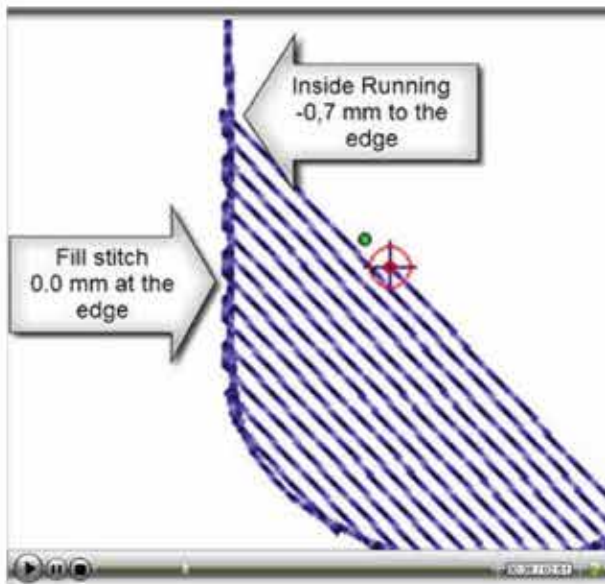 Inside Running
-0,7 mm to the
edge
Fill stitch
0.0 mm at the
edge